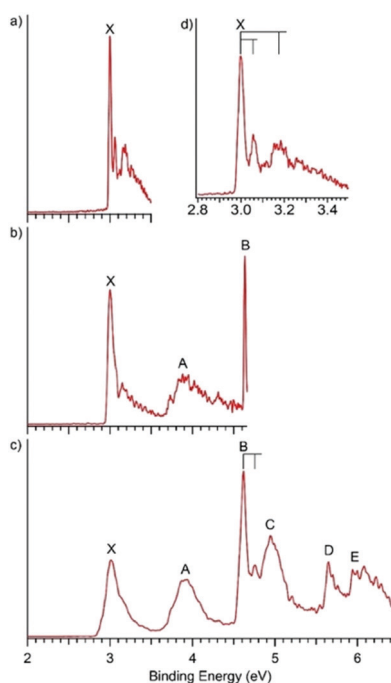 a)
X
d)
X
2.8 3.0 3.2 3.4
b)
X
A
B
c)
X
A
B
C
D
E
2 3 4 5 6
Binding Energy (eV)